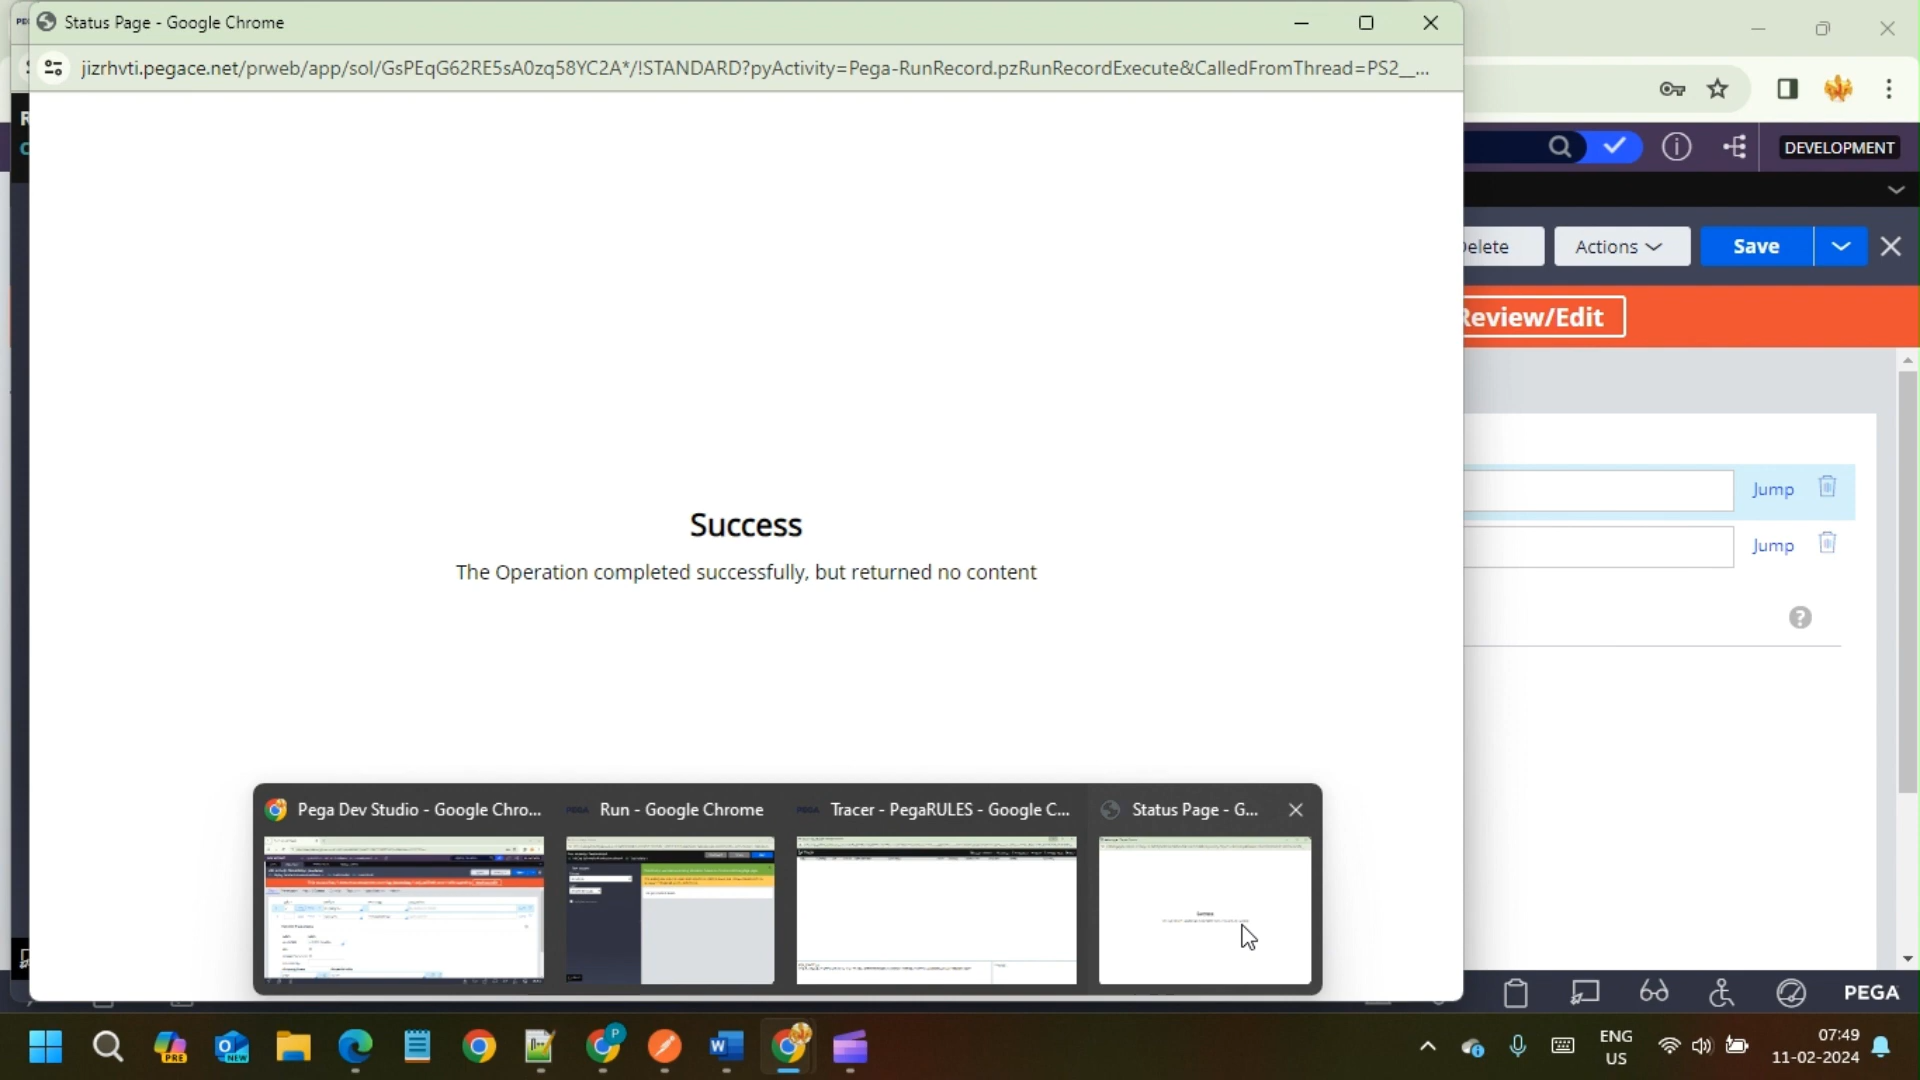 Status Page - Google Chrome
jizrhvti.pegace.net/prweb/app/sol/GsPEqG62RE5sA0zq58YC2A*/!STANDARD?pyActivity=Pega-RunRecord.pzRunRecordExecute&CalledFromThread=PS2__...
DEVELOPMENT
Actions
Save
Review/Edit
Jump
Success
Jump
The Operation completed successfully, but returned no content
?
Pega Dev Studio - Google Chro...
Run - Google Chrome
Tracer - PegaRULES - Google C...
Status Page - G...
PEGA
PRE
NEW
P
ENG
US
07:49
11-02-2024